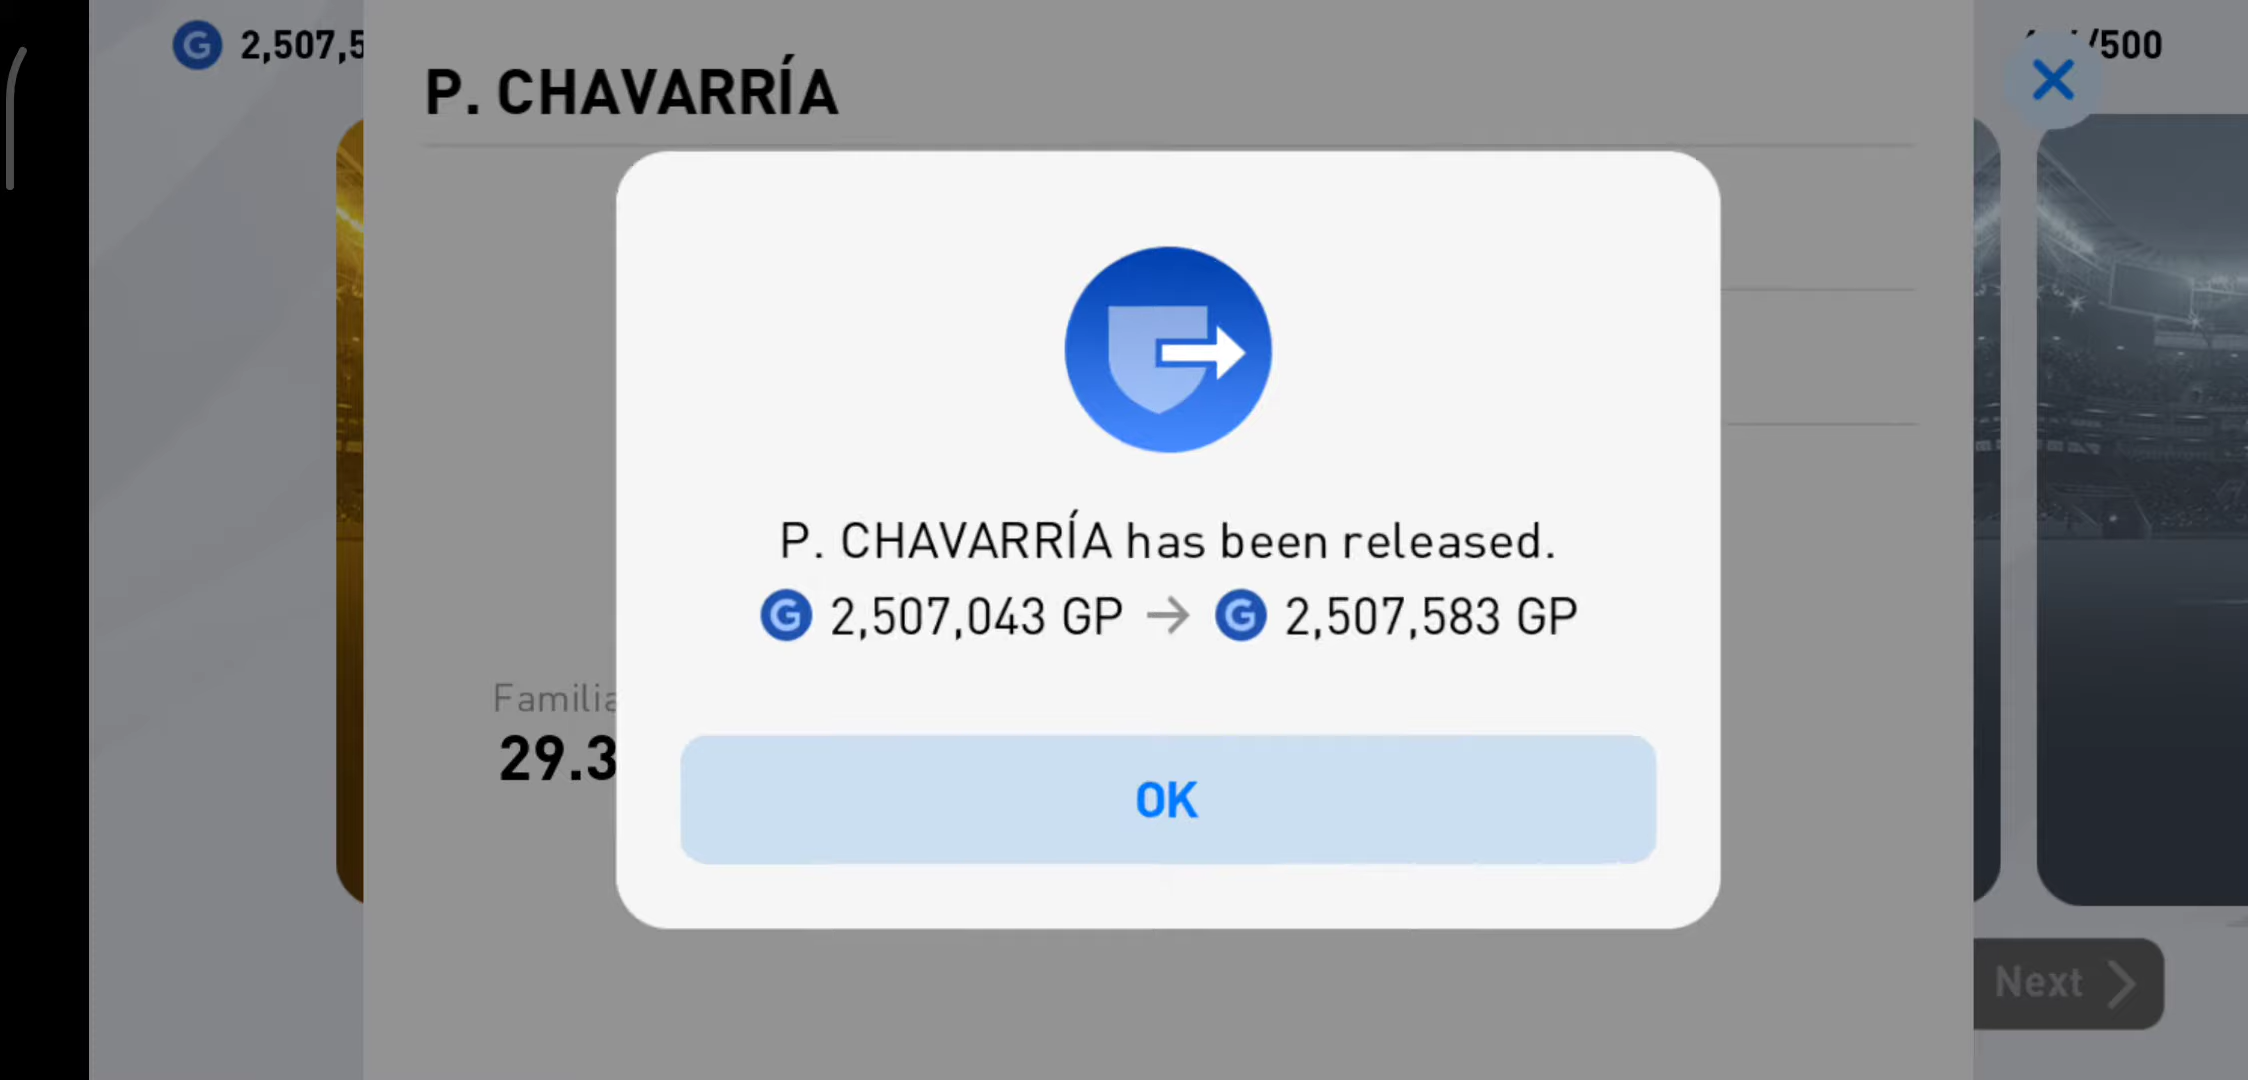 2,507,5
/500
P. CHAVARRÍA
P. CHAVARRÍA has been released.
G 2,507,043 GP → G 2,507,583 GP
Familia
29.3
OK
Next